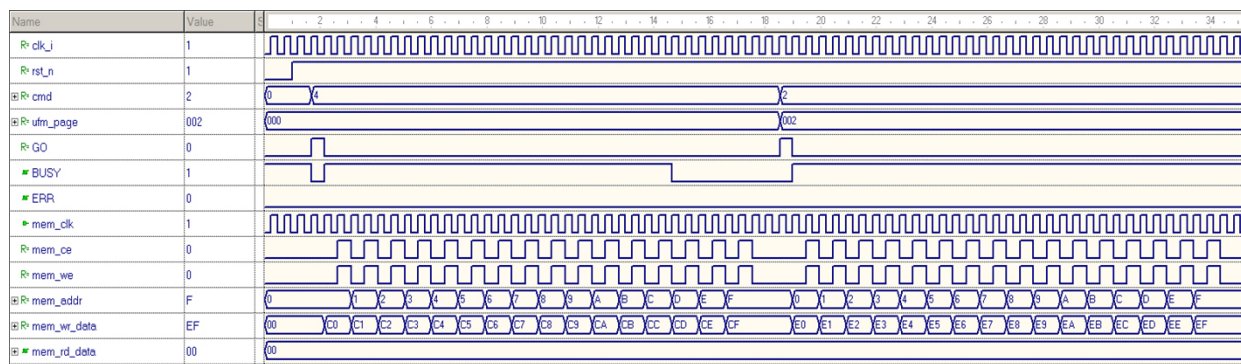 Name Value S 2 4 6 8 10 12 14 16 18 20 22 24 26 28 30 32 34
clk_i 1
rst_n 1
cmd 2 0 4 2
ufm_page 002 000 002
GO 0
BUSY 1
ERR 0
mem_clk 1
mem_ce 0
mem_we 0
mem_addr F 0 1 2 3 4 5 6 7 8 9 A B C D E F 0 1 2 3 4 5 6 7 8 9 A B C D E F
mem_wr_data EF 00 C0 C1 C2 C3 C4 C5 C6 C7 C8 C9 CA CB CC CD CE CF E0 E1 E2 E3 E4 E5 E6 E7 E8 E9 EA EB EC ED EE EF
mem_rd_data 00 00